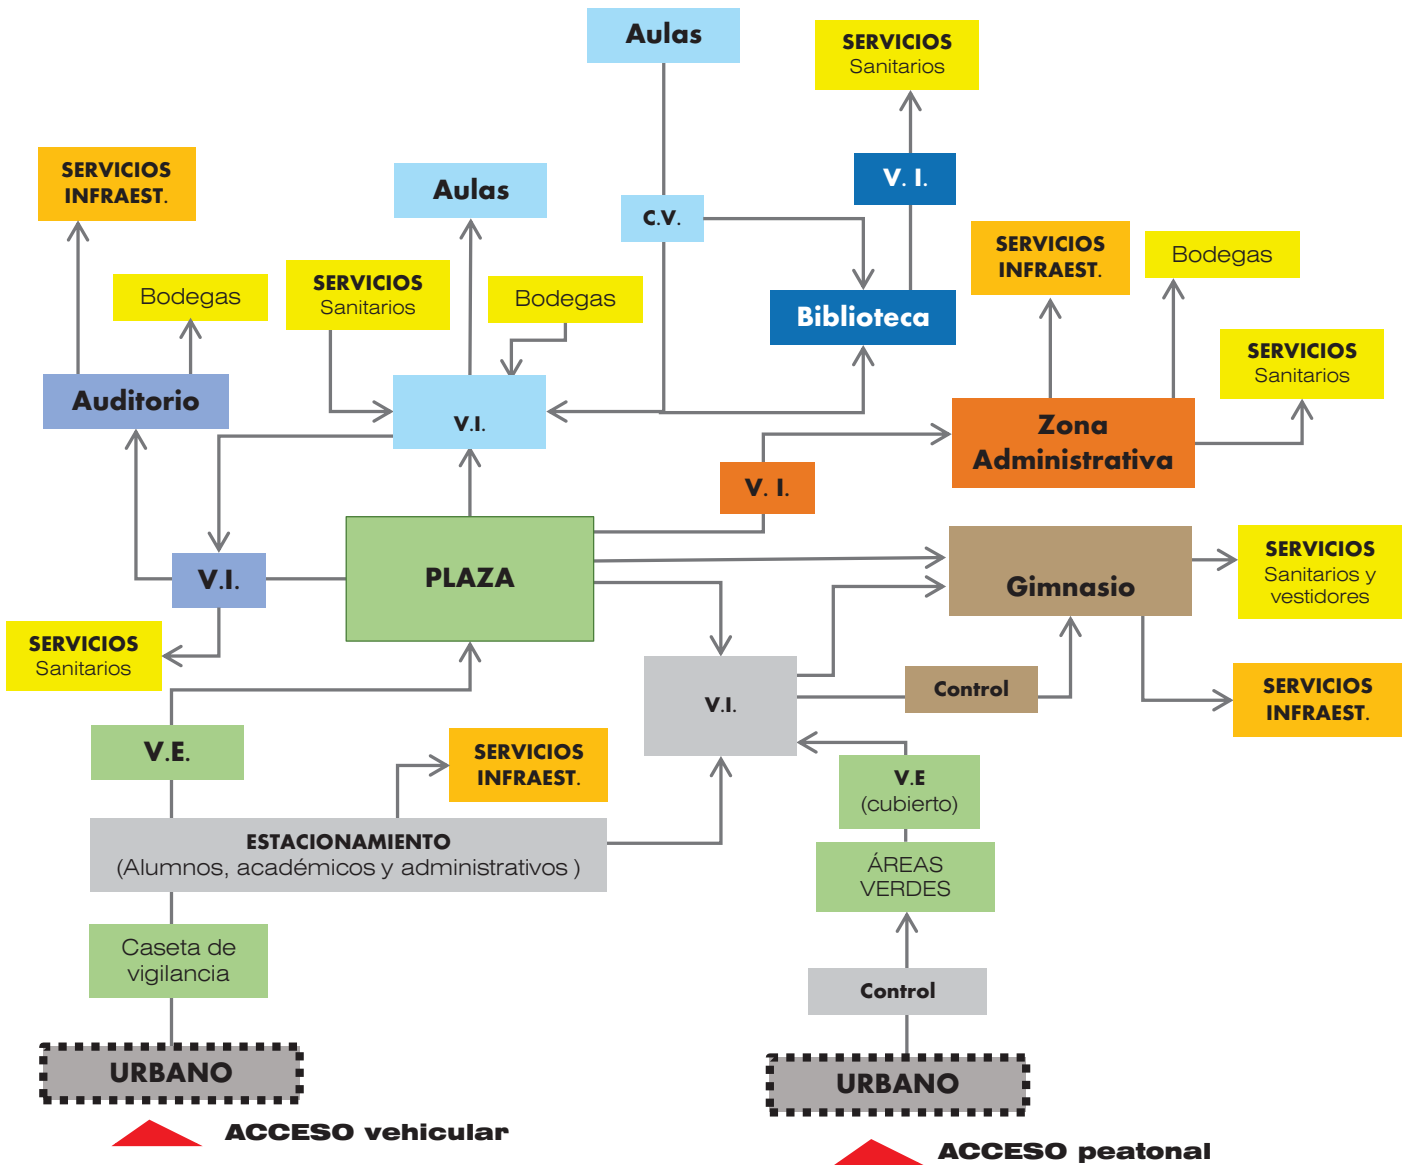 Aulas
SERVICIOS
Sanitarios
SERVICIOS
INFRAEST.
Aulas
V. I.
C.V.
SERVICIOS
INFRAEST.
Bodegas
Bodegas
SERVICIOS
Sanitarios
Bodegas
Biblioteca
SERVICIOS
Sanitarios
Auditorio
V.I.
Zona
Administrativa
V. I.
V.I.
PLAZA
Gimnasio
SERVICIOS
Sanitarios y
vestidores
SERVICIOS
Sanitarios
V.I.
Control
SERVICIOS
INFRAEST.
V.E.
SERVICIOS
INFRAEST.
V.E
(cubierto)
ESTACIONAMIENTO
(Alumnos, académicos y administrativos )
ÁREAS
VERDES
Caseta de
vigilancia
Control
URBANO
URBANO
ACCESO vehicular
ACCESO peatonal